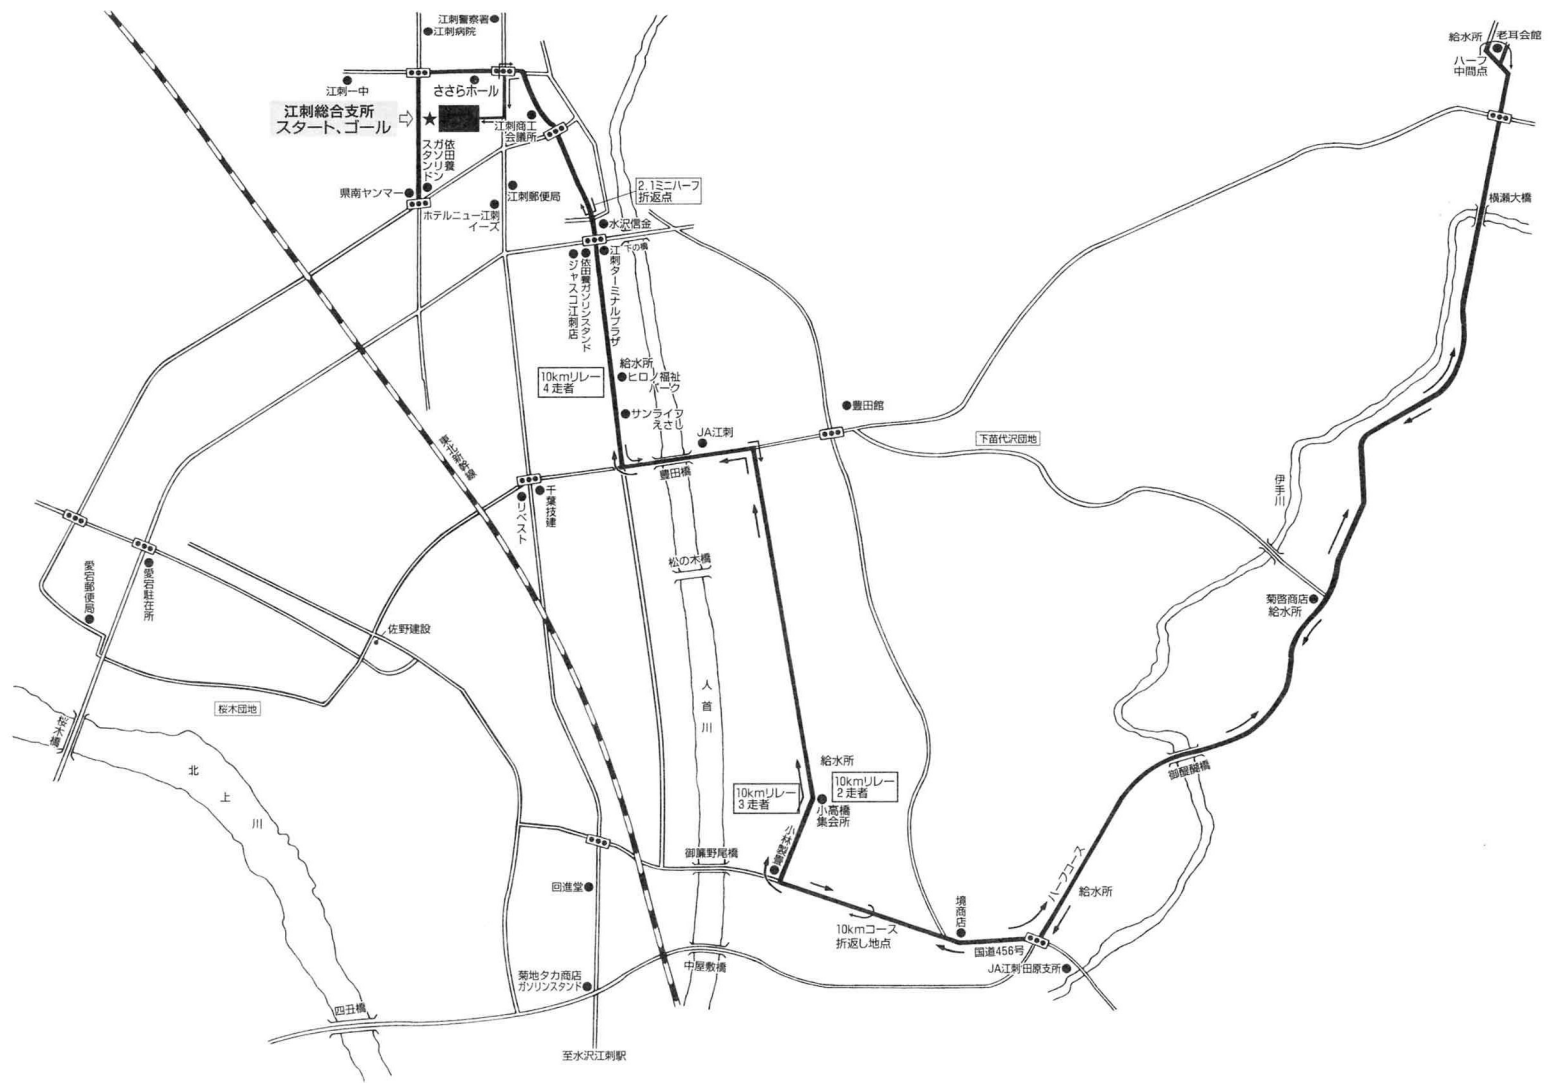 江刺警察署
江刺病院
給水所
老耳会館
ハーフ
中間点
江刺一中
ささらホール
江刺総合支所
スタート、ゴール
江刺商工
会議所
依田養
ガソリン
スタンド
県南ヤンマー
江刺郵便局
ホテルニュー江刺
イーズ
2.1ミニハーフ
折返点
水沢信金
下の橋
江刺ターミナルプラザ
依田養ガソリンスタンド
ジャスコ江刺店
横瀬大橋
給水所
ヒロノ福祉
パーク
10kmリレー
4走者
サンライフ
えさし
JA江刺
豊田館
下苗代沢団地
東北新幹線
豊田橋
千葉技建
リベスト
伊手川
松の木橋
愛宕郵便局
愛宕駐在所
佐野建設
菊啓商店
給水所
人首川
桜木団地
桜木橋
北上川
御醍醐橋
給水所
10kmリレー
3走者
10kmリレー
2走者
小高橋
集会所
小林製畳
御簾野尾橋
ハーフコース
給水所
回進堂
境商店
10kmコース
折返し地点
国道456号
JA江刺田原支所
中屋敷橋
菊地タカ商店
ガソリンスタンド
四丑橋
至水沢江刺駅